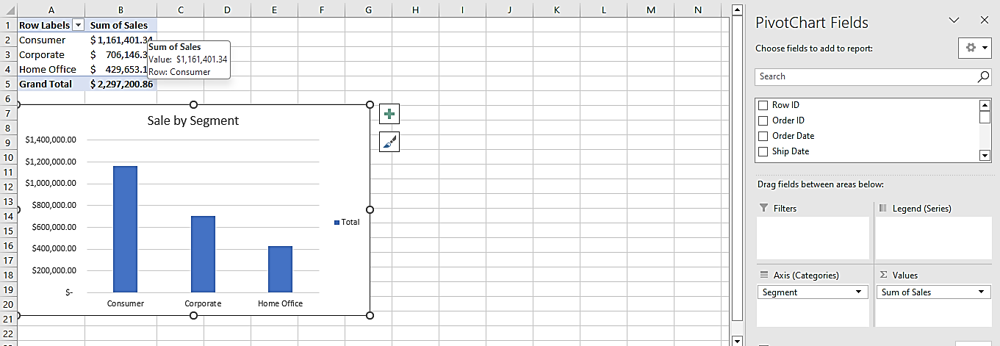 A B C D E F G H I J K L M N
1 Row Labels Sum of Sales
2 Consumer $ 1,161,401.34
3 Corporate $ 706,146.3
4 Home Office $ 429,653.1
5 Grand Total $ 2,297,200.86
Sum of Sales
Value: $1,161,401.34
Row: Consumer
6
7
8
9
10
11
12
13
14
15
16
17
18
19
20
21
22
Sale by Segment
$1,400,000.00
$1,200,000.00
$1,000,000.00
$800,000.00
$600,000.00
$400,000.00
$200,000.00
$-
Consumer Corporate Home Office
Total
PivotChart Fields
Choose fields to add to report:
Search
Row ID
Order ID
Order Date
Ship Date
Drag fields between areas below:
Filters
Legend (Series)
Axis (Categories)
Segment
Σ Values
Sum of Sales